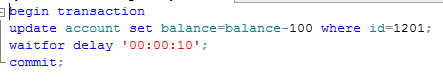 begin transaction
update account set balance=balance-100 where id=1201;
waitfor delay '00:00:10';
commit;